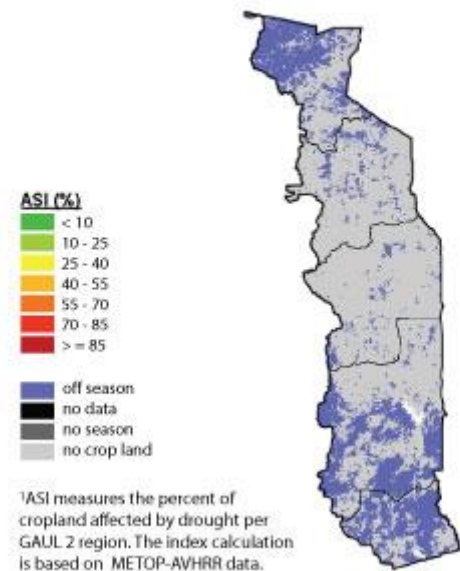 ASI (%)
< 10
10 - 25
25 - 40
40 - 55
55 - 70
70 - 85
> = 85
off season
no data
no season
no crop land
¹ASI measures the percent of
cropland affected by drought per
GAUL 2 region. The index calculation
is based on METOP-AVHRR data.